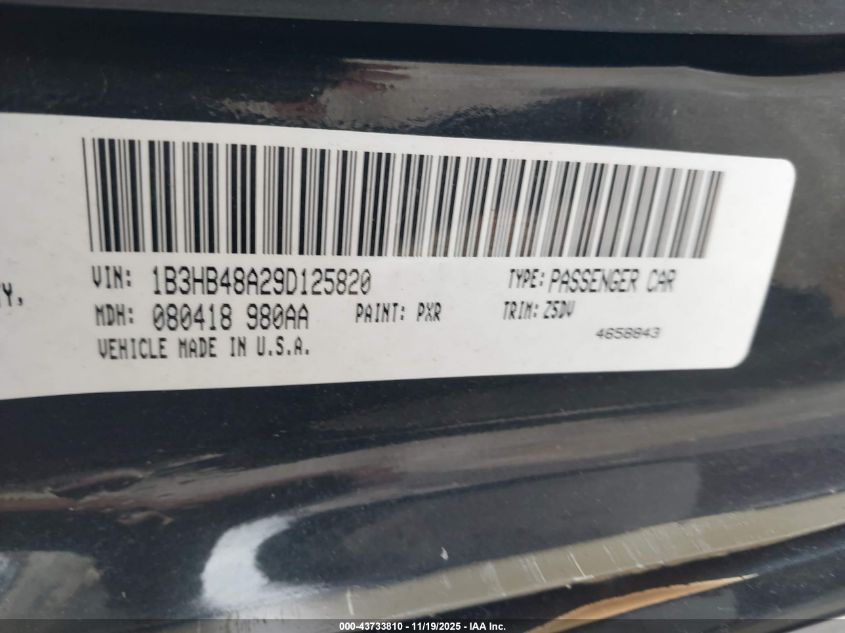 VIN: 1B3HB48A29D125820 TYPE: PASSENGER CAR
TY,
MDH: 080418 980AA PAINT: PXR TRIM: Z5DV
VEHICLE MADE IN U.S.A. 4658843
000-43733810 - 11/19/2025 - IAA Inc.